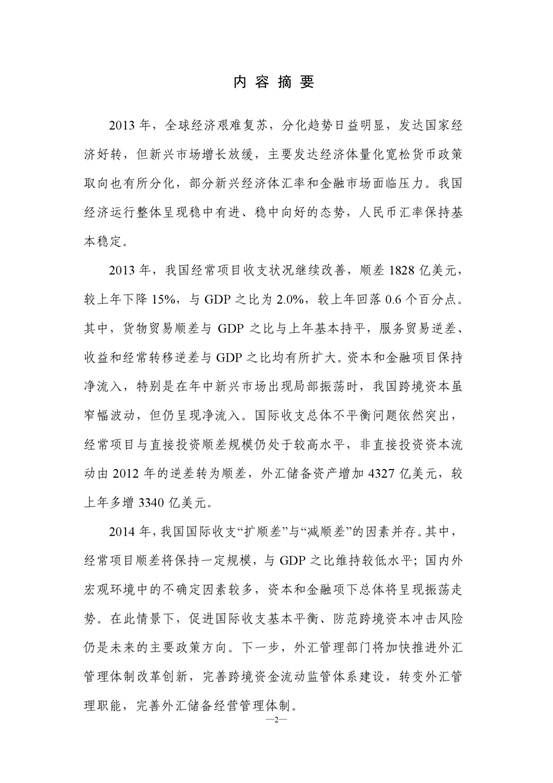 内 容 摘 要
2013 年，全球经济艰难复苏，分化趋势日益明显，发达国家经
济好转，但新兴市场增长放缓，主要发达经济体量化宽松货币政策
取向也有所分化，部分新兴经济体汇率和金融市场面临压力。我国
经济运行整体呈现稳中有进、稳中向好的态势，人民币汇率保持基
本稳定。
2013 年，我国经常项目收支状况继续改善，顺差 1828 亿美元，
较上年下降 15%，与 GDP 之比为 2.0%，较上年回落 0.6 个百分点。
其中，货物贸易顺差与 GDP 之比与上年基本持平，服务贸易逆差、
收益和经常转移逆差与 GDP 之比均有所扩大。资本和金融项目保持
净流入，特别是在年中新兴市场出现局部振荡时，我国跨境资本虽
窄幅波动，但仍呈现净流入。国际收支总体不平衡问题依然突出，
经常项目与直接投资顺差规模仍处于较高水平，非直接投资资本流
动由 2012 年的逆差转为顺差，外汇储备资产增加 4327 亿美元，较
上年多增 3340 亿美元。
2014 年，我国国际收支“扩顺差”与“减顺差”的因素并存。其中，
经常项目顺差将保持一定规模，与 GDP 之比维持较低水平；国内外
宏观环境中的不确定因素较多，资本和金融项下总体将呈现振荡走
势。在此情景下，促进国际收支基本平衡、防范跨境资本冲击风险
仍是未来的主要政策方向。下一步，外汇管理部门将加快推进外汇
管理体制改革创新，完善跨境资金流动监管体系建设，转变外汇管
理职能，完善外汇储备经营管理体制。
—2—